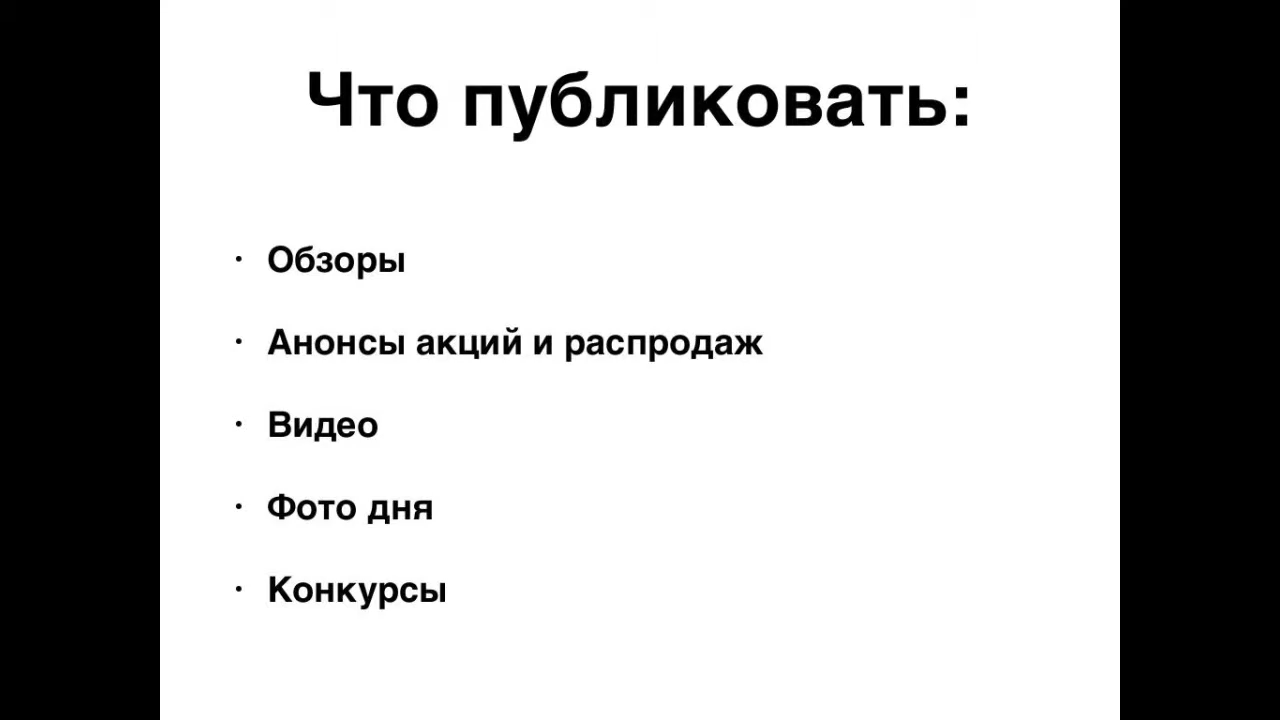 Что публиковать:
· Обзоры
· Анонсы акций и распродаж
· Видео
· Фото дня
· Конкурсы